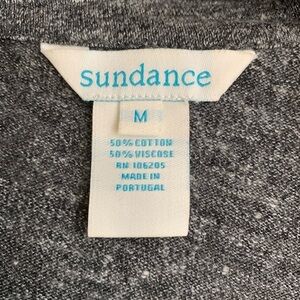 sundance
M
50% COTTON
50% VISCOSE
RN 106205
MADE IN
PORTUGAL